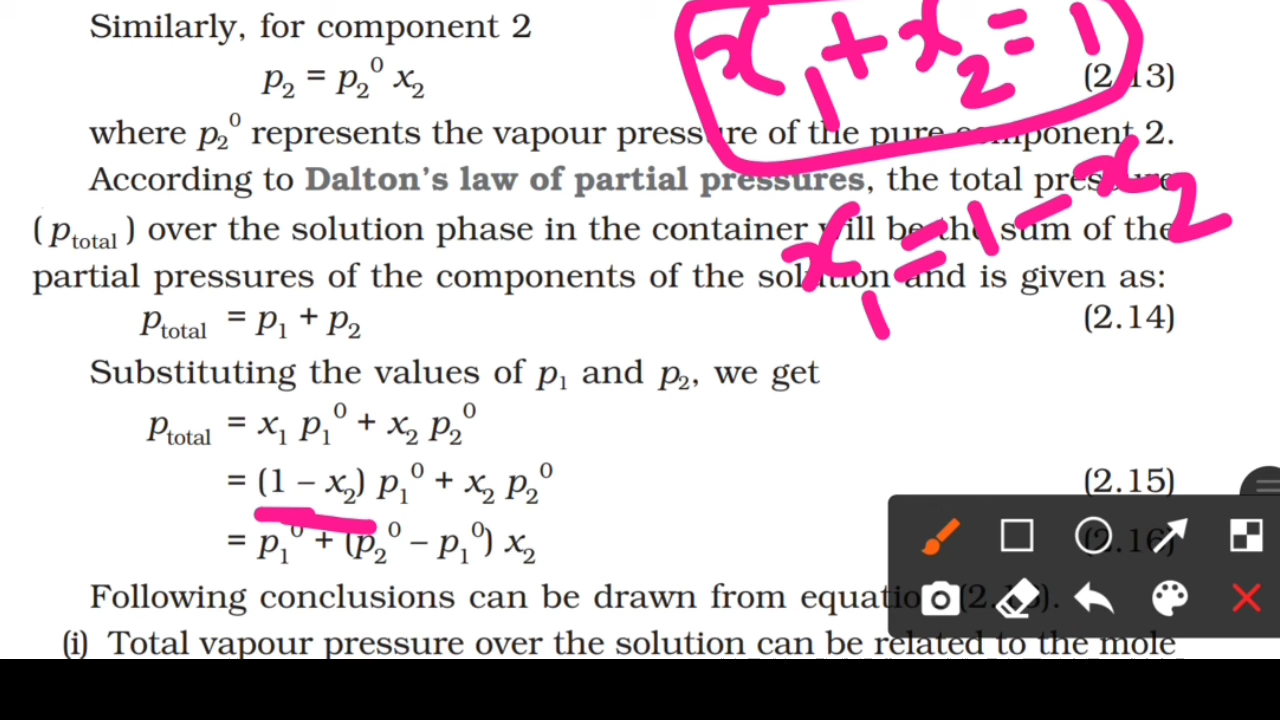 Similarly, for component 2
x₁ + x₂ = 1
p₂ = p₂⁰ x₂ (2.13)
where p₂⁰ represents the vapour pressure of the pure component 2.
According to Dalton's law of partial pressures, the total pressure
x₁ = 1 – x₂
(pₜₒₜₐₗ) over the solution phase in the container will be the sum of the
partial pressures of the components of the solution and is given as:
pₜₒₜₐₗ = p₁ + p₂ (2.14)
Substituting the values of p₁ and p₂, we get
pₜₒₜₐₗ = x₁ p₁⁰ + x₂ p₂⁰
= (1 – x₂) p₁⁰ + x₂ p₂⁰ (2.15)
= p₁⁰ + (p₂⁰ – p₁⁰) x₂ (2.16)
Following conclusions can be drawn from equation (2.16).
(i) Total vapour pressure over the solution can be related to the mole